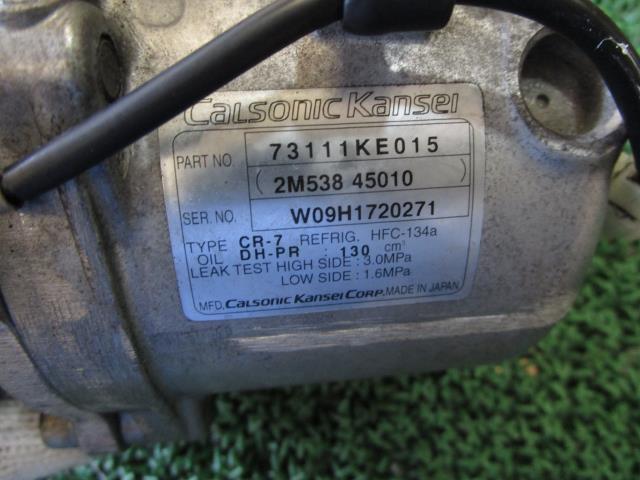 CALSONIC KANSEI
PART NO. 73111KE015
(2M538 45010)
SER. NO. W09H1720271
TYPE CR-7 REFRIG. HFC-134a
OIL DH-PR : 130 cm³
LEAK TEST HIGH SIDE : 3.0MPa
LOW SIDE : 1.6MPa
MFD. CALSONIC KANSEI CORP. MADE IN JAPAN